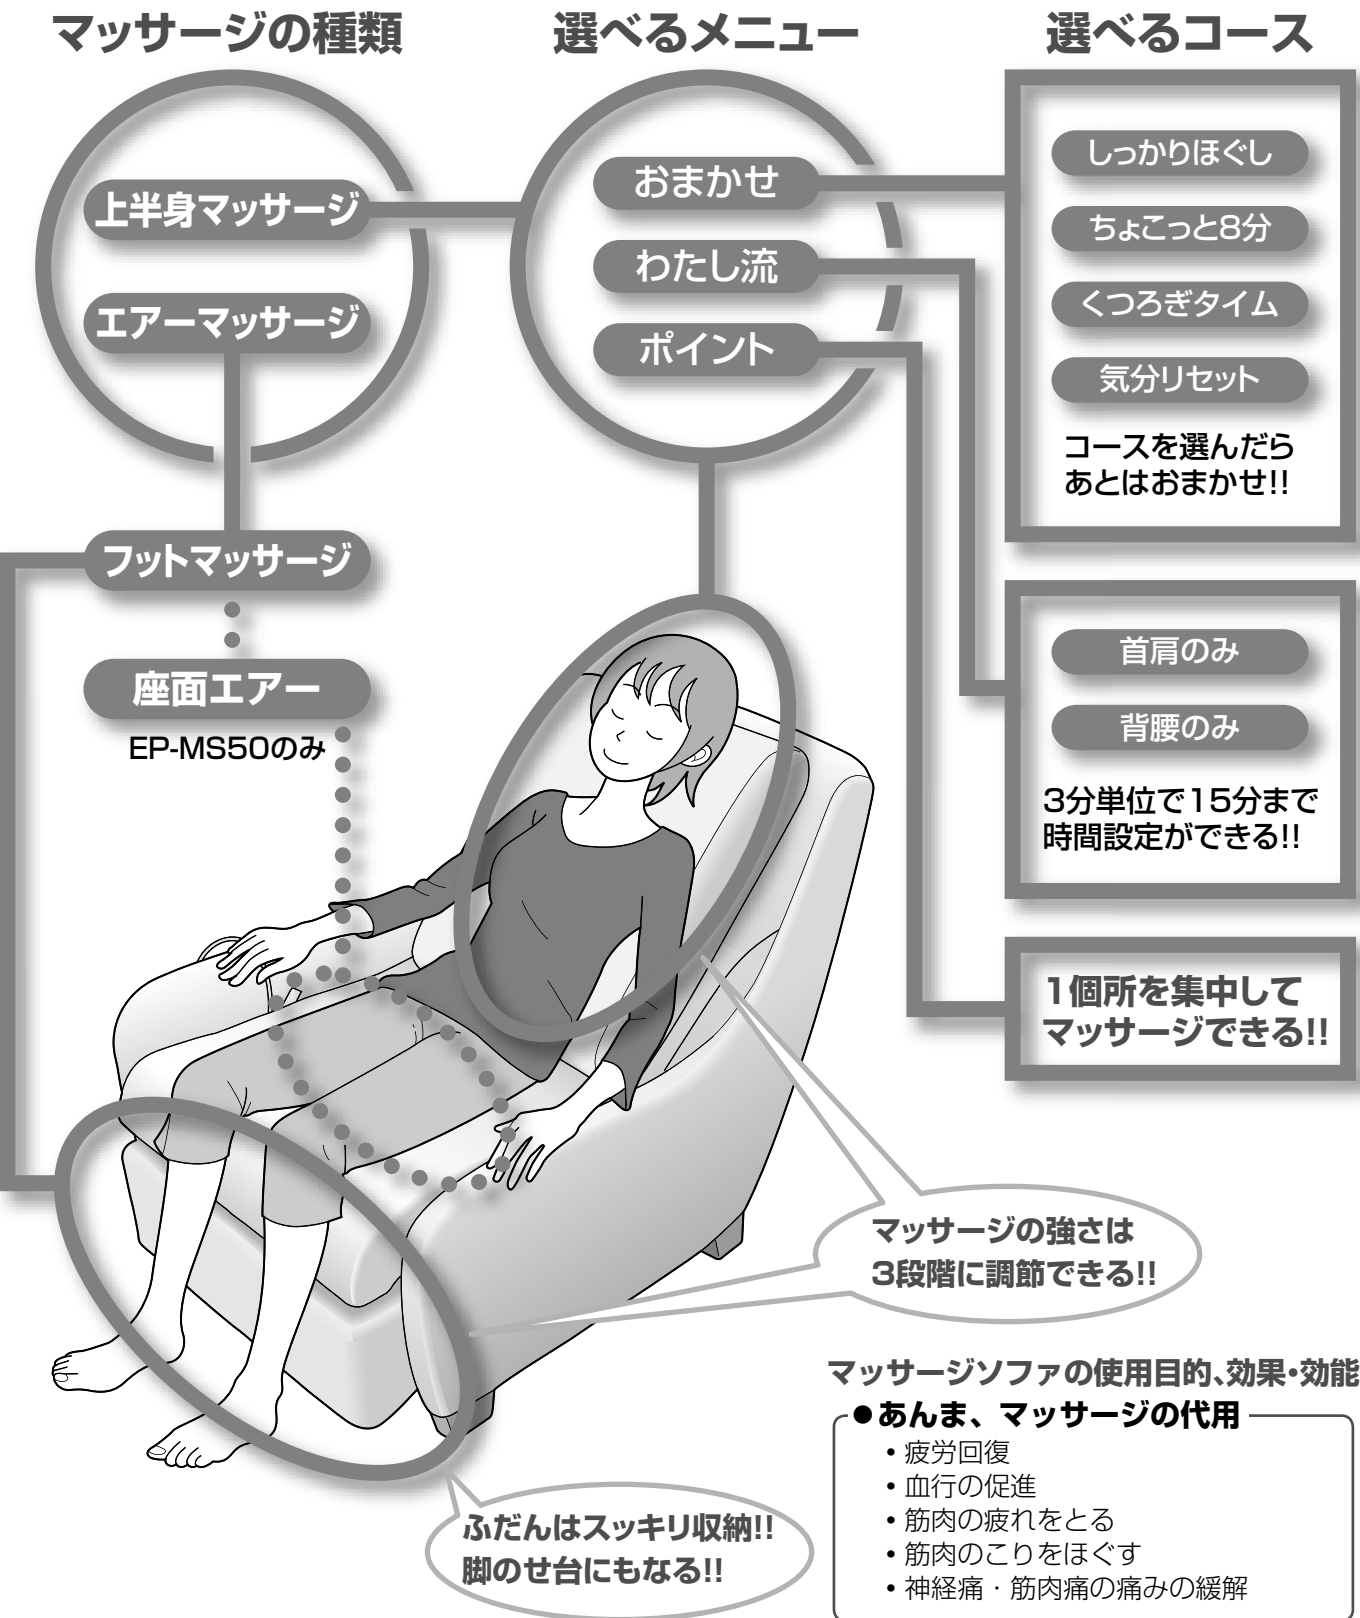 マッサージの種類
選べるメニュー
選べるコース
上半身マッサージ
エアーマッサージ
おまかせ
わたし流
ポイント
しっかりほぐし
ちょこっと8分
くつろぎタイム
気分リセット
コースを選んだら
あとはおまかせ!!
フットマッサージ
座面エアー
EP-MS50のみ
首肩のみ
背腰のみ
3分単位で15分まで
時間設定ができる!!
1個所を集中して
マッサージできる!!
マッサージの強さは
3段階に調節できる!!
ふだんはスッキリ収納!!
脚のせ台にもなる!!
マッサージソファの使用目的、効果・効能
●あんま、マッサージの代用
・疲労回復
・血行の促進
・筋肉の疲れをとる
・筋肉のこりをほぐす
・神経痛・筋肉痛の痛みの緩解